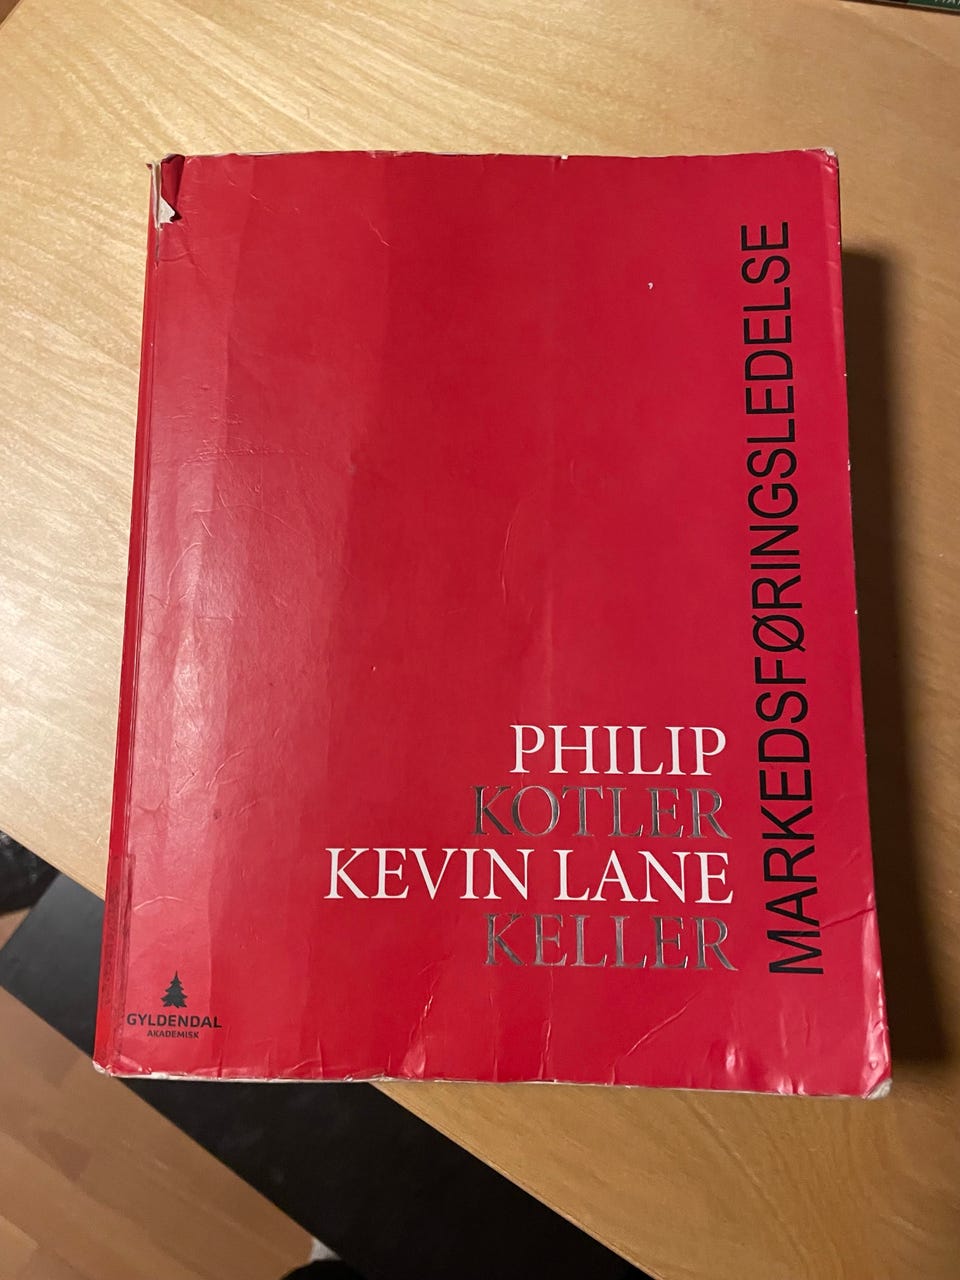 MARKEDSFØRINGSLEDELSE
PHILIP
KOTLER
KEVIN LANE
KELLER
GYLDENDAL
AKADEMISK